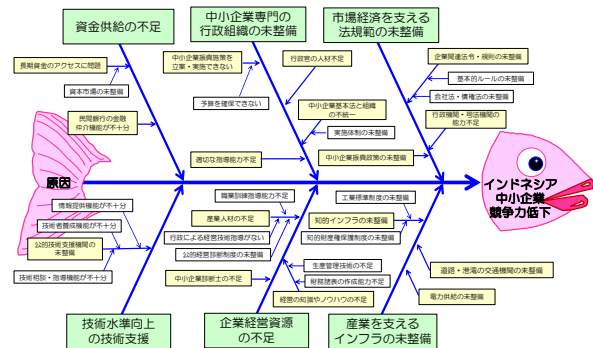 資金供給の不足
中小企業専門の
行政組織の未整備
市場経済を支える
法規範の未整備
長期資金のアクセスに問題
資本市場の未整備
民間銀行の金融
仲介機能が不十分
中小企業振興施策を
立案・実施できない
予算を確保できない
適切な指導能力不足
行政官の人材不足
中小企業基本法と組織
の不統一
実施体制の未整備
中小企業振興政策の未整備
企業関連法令・規則の未整備
基本的ルールの未整備
会社法・債権法の未整備
行政機関・司法機関の
能力不足
原因
インドネシア
中小企業
競争力低下
情報提供機能が不十分
技術者養成機能が不十分
公的技術支援機関の
未整備
技術相談・指導機能が不十分
職業訓練指導能力不足
産業人材の不足
行政による経営技術指導がない
公的経営診断制度の未整備
中小企業診断士の不足
生産管理技術の不足
財務諸表の作成能力不足
経営の知識やノウハウの不足
工業標準制度の未整備
知的インフラの未整備
知的財産権保護制度の未整備
道路・港湾の交通機関の未整備
電力供給の未整備
技術水準向上
の技術支援
企業経営資源
の不足
産業を支える
インフラの未整備